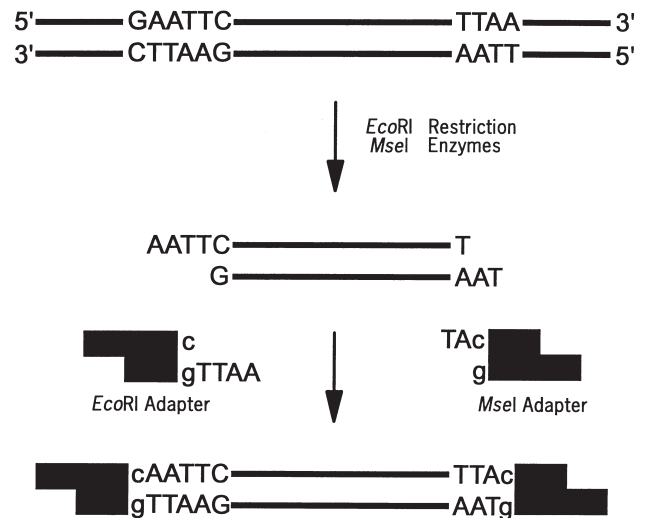 5' GAATTC TTAA 3'
3' CTTAAG AATT 5'
EcoRI Restriction
MseI Enzymes
AATTC T
G AAT
c TAc
gTTAA g
EcoRI Adapter MseI Adapter
cAATTC TTAc
gTTAAG AATg